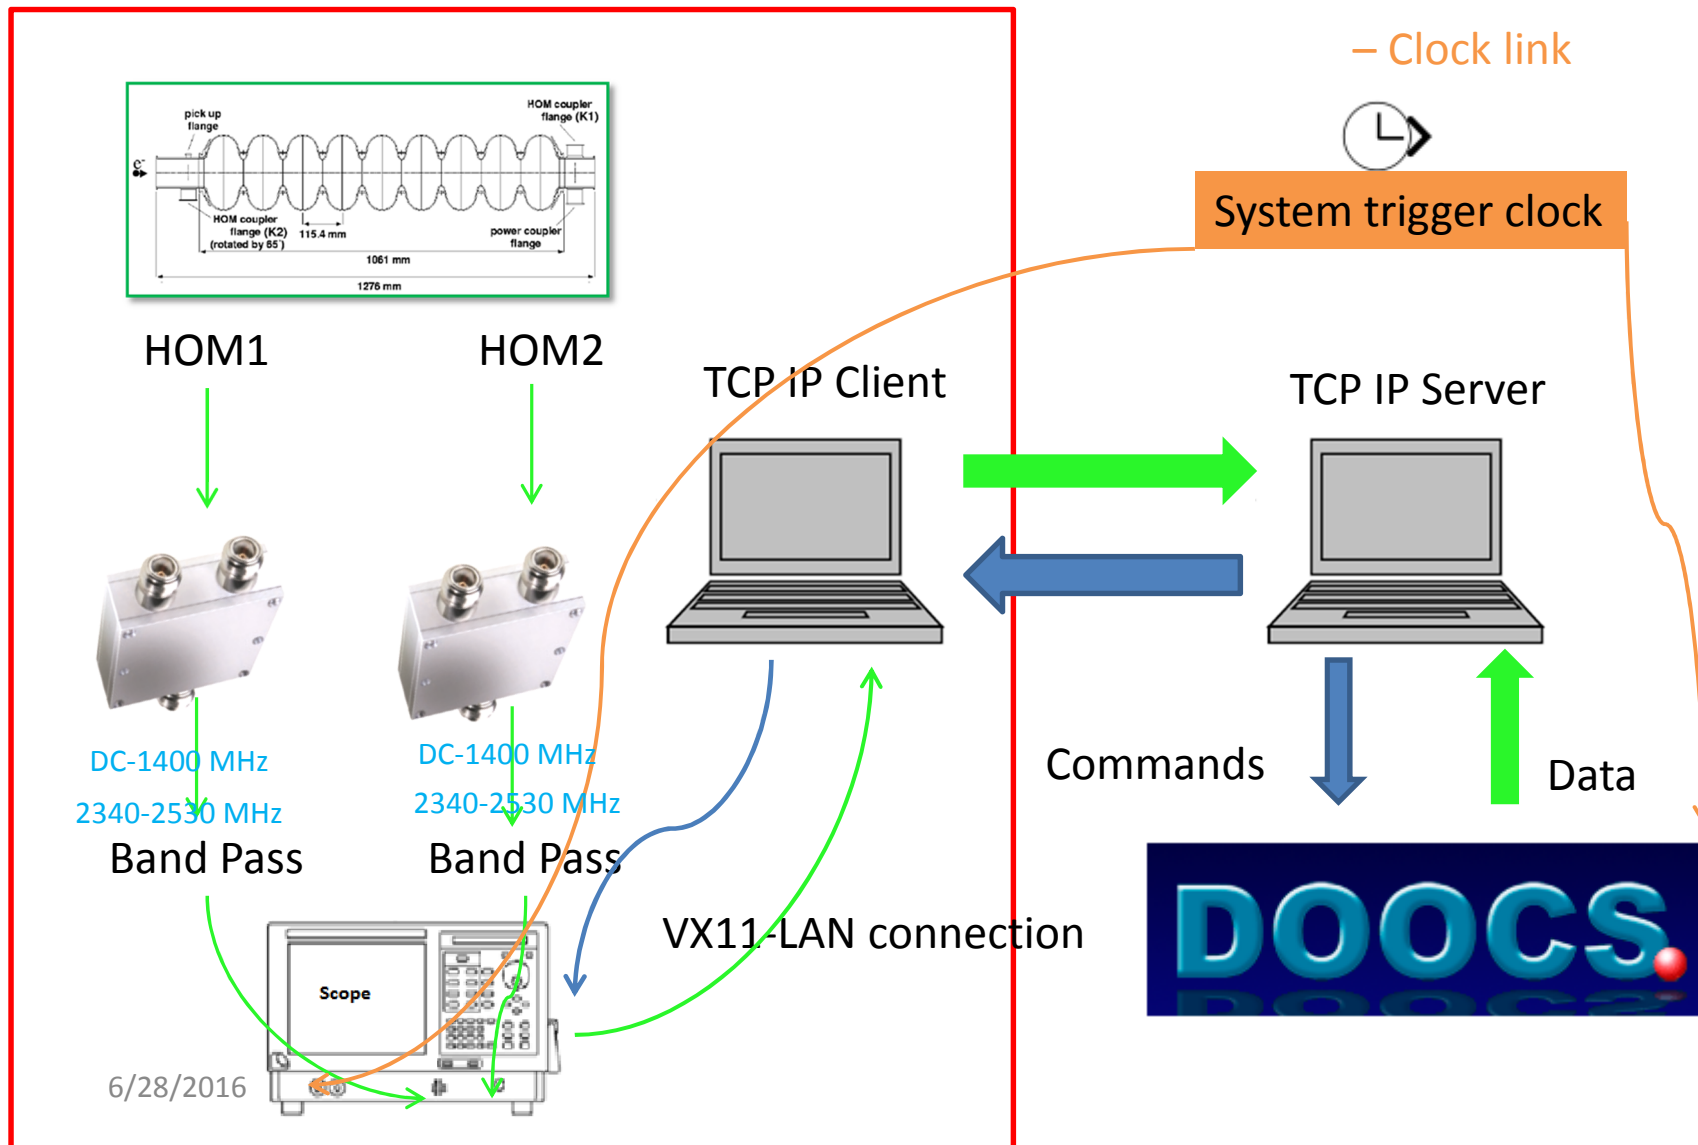 – Clock link
System trigger clock
pick up
flange
HOM coupler
flange (K1)
e-
HOM coupler
flange (K2)
(rotated by 65°)
115.4 mm
power coupler
flange
1061 mm
1276 mm
HOM1
HOM2
TCP IP Client
TCP IP Server
DC-1400 MHz
2340-2530 MHz
Band Pass
DC-1400 MHz
2340-2530 MHz
Band Pass
Commands
Data
VX11-LAN connection
Scope
DOOCS.
6/28/2016